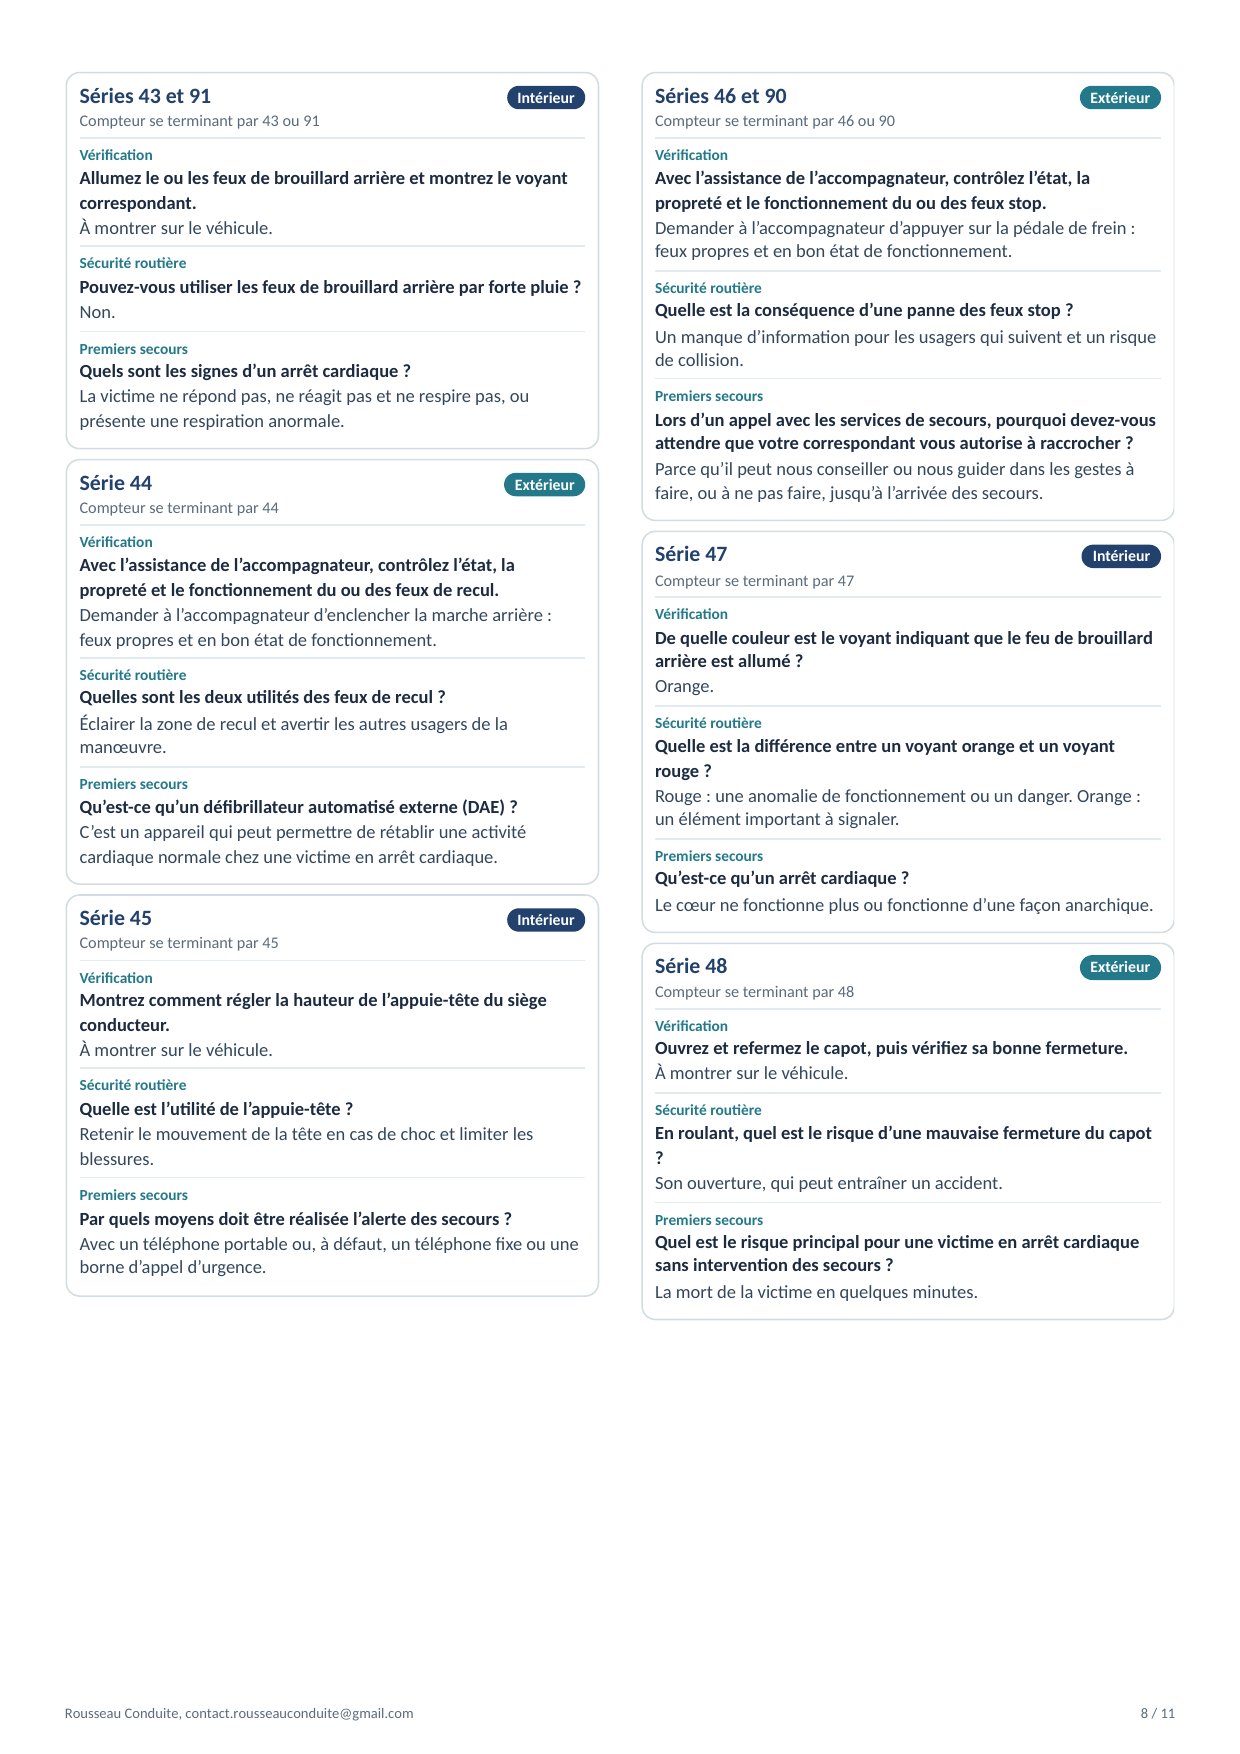 Séries 43 et 91
Intérieur
Compteur se terminant par 43 ou 91
Vérification
Allumez le ou les feux de brouillard arrière et montrez le voyant
correspondant.
À montrer sur le véhicule.
Sécurité routière
Pouvez-vous utiliser les feux de brouillard arrière par forte pluie ?
Non.
Premiers secours
Quels sont les signes d’un arrêt cardiaque ?
La victime ne répond pas, ne réagit pas et ne respire pas, ou
présente une respiration anormale.
Série 44
Extérieur
Compteur se terminant par 44
Vérification
Avec l’assistance de l’accompagnateur, contrôlez l’état, la
propreté et le fonctionnement du ou des feux de recul.
Demander à l’accompagnateur d’enclencher la marche arrière :
feux propres et en bon état de fonctionnement.
Sécurité routière
Quelles sont les deux utilités des feux de recul ?
Éclairer la zone de recul et avertir les autres usagers de la
manœuvre.
Premiers secours
Qu’est-ce qu’un défibrillateur automatisé externe (DAE) ?
C’est un appareil qui peut permettre de rétablir une activité
cardiaque normale chez une victime en arrêt cardiaque.
Série 45
Intérieur
Compteur se terminant par 45
Vérification
Montrez comment régler la hauteur de l’appuie-tête du siège
conducteur.
À montrer sur le véhicule.
Sécurité routière
Quelle est l’utilité de l’appuie-tête ?
Retenir le mouvement de la tête en cas de choc et limiter les
blessures.
Premiers secours
Par quels moyens doit être réalisée l’alerte des secours ?
Avec un téléphone portable ou, à défaut, un téléphone fixe ou une
borne d’appel d’urgence.
Séries 46 et 90
Extérieur
Compteur se terminant par 46 ou 90
Vérification
Avec l’assistance de l’accompagnateur, contrôlez l’état, la
propreté et le fonctionnement du ou des feux stop.
Demander à l’accompagnateur d’appuyer sur la pédale de frein :
feux propres et en bon état de fonctionnement.
Sécurité routière
Quelle est la conséquence d’une panne des feux stop ?
Un manque d’information pour les usagers qui suivent et un risque
de collision.
Premiers secours
Lors d’un appel avec les services de secours, pourquoi devez-vous
attendre que votre correspondant vous autorise à raccrocher ?
Parce qu’il peut nous conseiller ou nous guider dans les gestes à
faire, ou à ne pas faire, jusqu’à l’arrivée des secours.
Série 47
Intérieur
Compteur se terminant par 47
Vérification
De quelle couleur est le voyant indiquant que le feu de brouillard
arrière est allumé ?
Orange.
Sécurité routière
Quelle est la différence entre un voyant orange et un voyant
rouge ?
Rouge : une anomalie de fonctionnement ou un danger. Orange :
un élément important à signaler.
Premiers secours
Qu’est-ce qu’un arrêt cardiaque ?
Le cœur ne fonctionne plus ou fonctionne d’une façon anarchique.
Série 48
Extérieur
Compteur se terminant par 48
Vérification
Ouvrez et refermez le capot, puis vérifiez sa bonne fermeture.
À montrer sur le véhicule.
Sécurité routière
En roulant, quel est le risque d’une mauvaise fermeture du capot
?
Son ouverture, qui peut entraîner un accident.
Premiers secours
Quel est le risque principal pour une victime en arrêt cardiaque
sans intervention des secours ?
La mort de la victime en quelques minutes.
Rousseau Conduite, contact.rousseauconduite@gmail.com
8 / 11